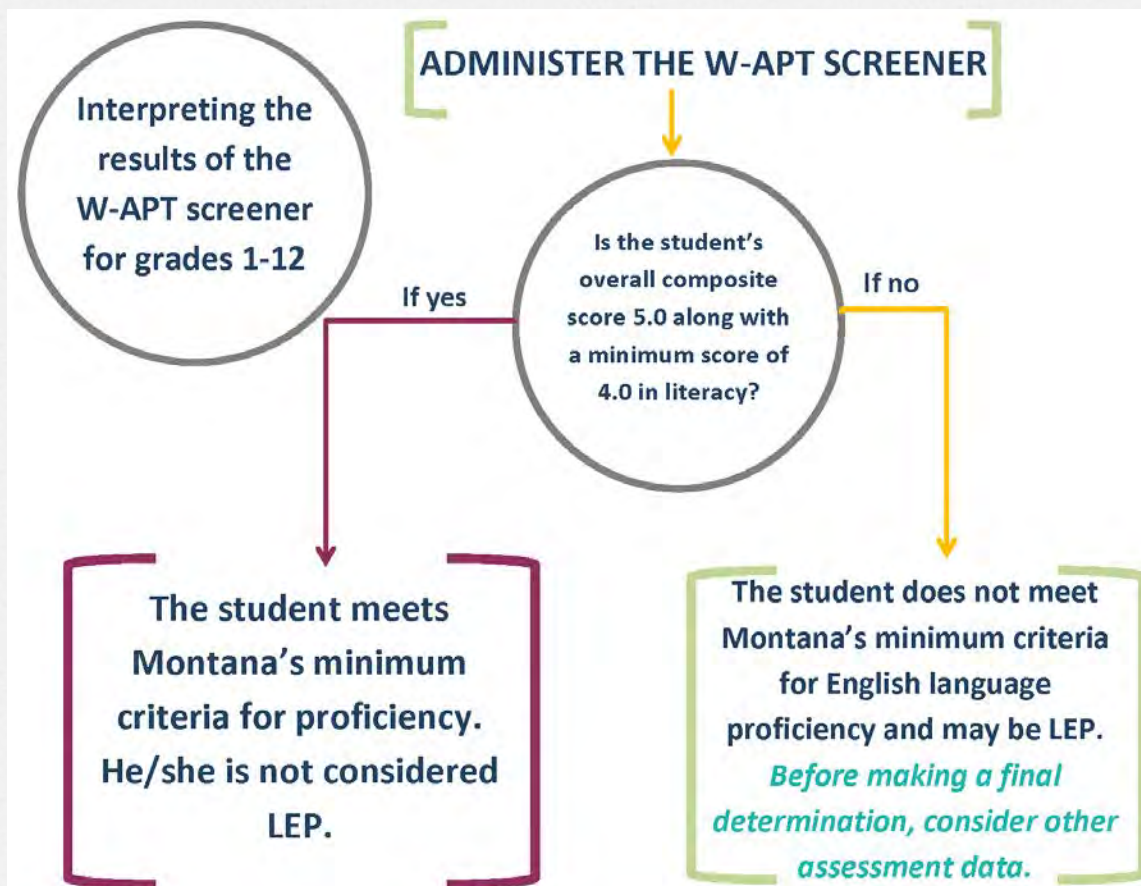 ADMINISTER THE W-APT SCREENER
Interpreting the
results of the
W-APT screener
for grades 1-12
Is the student's
overall composite
score 5.0 along with
a minimum score of
4.0 in literacy?
If yes
If no
The student meets
Montana's minimum
criteria for proficiency.
He/she is not considered
LEP.
The student does not meet
Montana's minimum criteria
for English language
proficiency and may be LEP.
Before making a final
determination, consider other
assessment data.